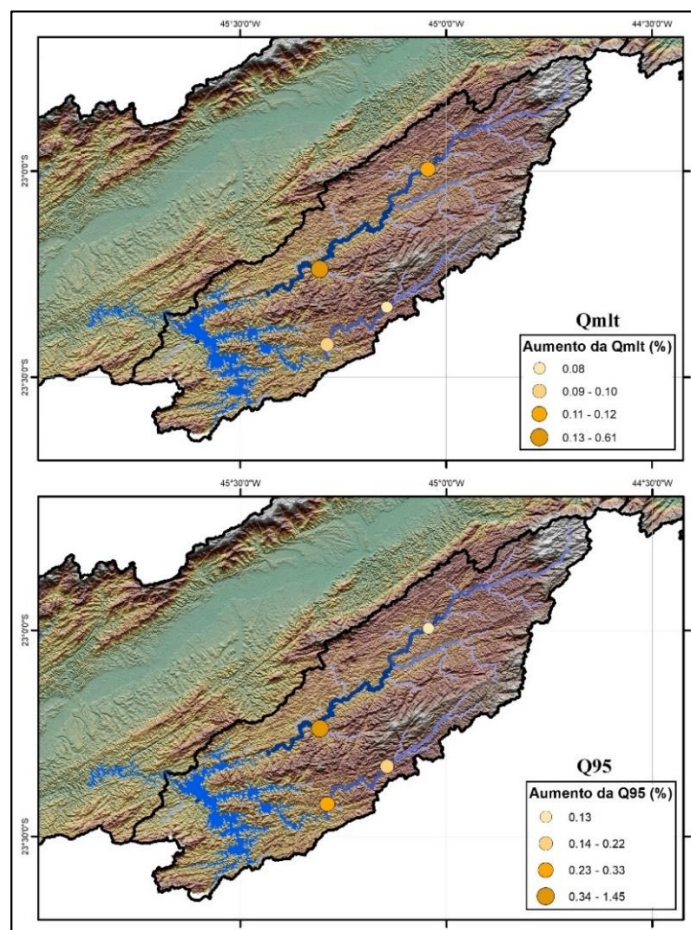 45°30'0"W 45°0'0"W 44°30'0"W
23°0'0"S
23°30'0"S
Qmlt
Aumento da Qmlt (%)
0.08
0.09 - 0.10
0.11 - 0.12
0.13 - 0.61
45°30'0"W 45°0'0"W 44°30'0"W
23°0'0"S
23°30'0"S
Q95
Aumento da Q95 (%)
0.13
0.14 - 0.22
0.23 - 0.33
0.34 - 1.45